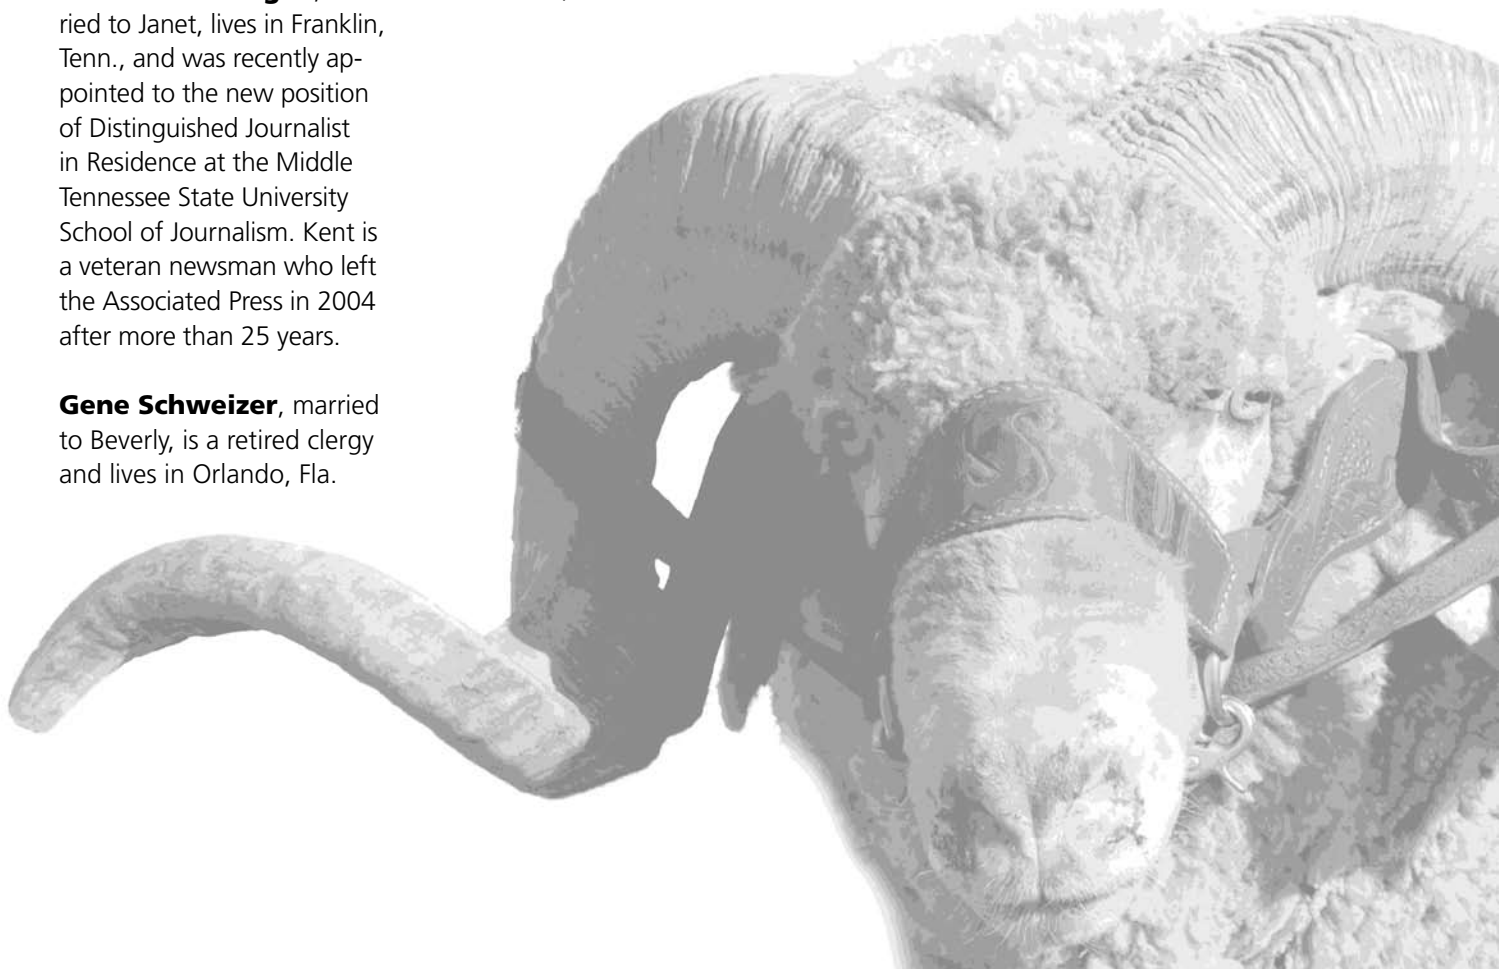 ried to Janet, lives in Franklin,
Tenn., and was recently ap-
pointed to the new position
of Distinguished Journalist
in Residence at the Middle
Tennessee State University
School of Journalism. Kent is
a veteran newsman who left
the Associated Press in 2004
after more than 25 years.
Gene Schweizer, married
to Beverly, is a retired clergy
and lives in Orlando, Fla.